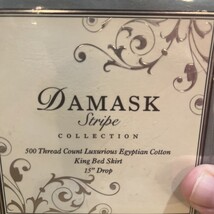 DAMASK
Stripe
COLLECTION
500 Thread Count Luxurious Egyptian Cotton
King Bed Skirt
15" Drop